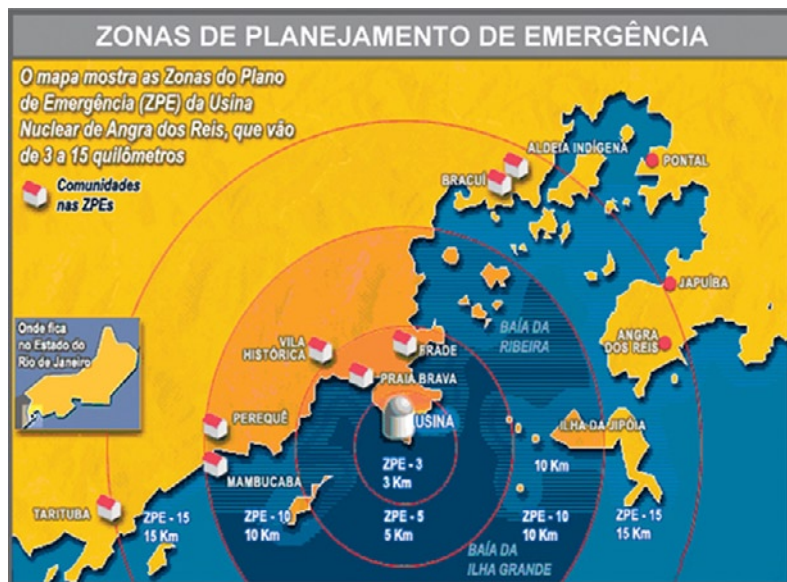 ZONAS DE PLANEJAMENTO DE EMERGÊNCIA
O mapa mostra as Zonas do Plano
de Emergência (ZPE) da Usina
Nuclear de Angra dos Reis, que vão
de 3 a 15 quilômetros
Comunidades
nas ZPEs
ALDEIA INDÍGENA
BRACUÍ
PONTAL
JAPUÍBA
Onde fica
no Estado do
Rio de Janeiro
BAÍA DA
RIBEIRA
ANGRA
DOS REIS
VILA
HISTÓRICA
FRADE
PRAIA BRAVA
PEREQUÊ
USINA
ILHA DA JIPÓIA
ZPE - 3
3 Km
10 Km
MAMBUCABA
TARITUBA
ZPE - 15
15 Km
ZPE - 10
10 Km
ZPE - 5
5 Km
ZPE - 10
10 Km
ZPE - 15
15 Km
BAÍA DA
ILHA GRANDE